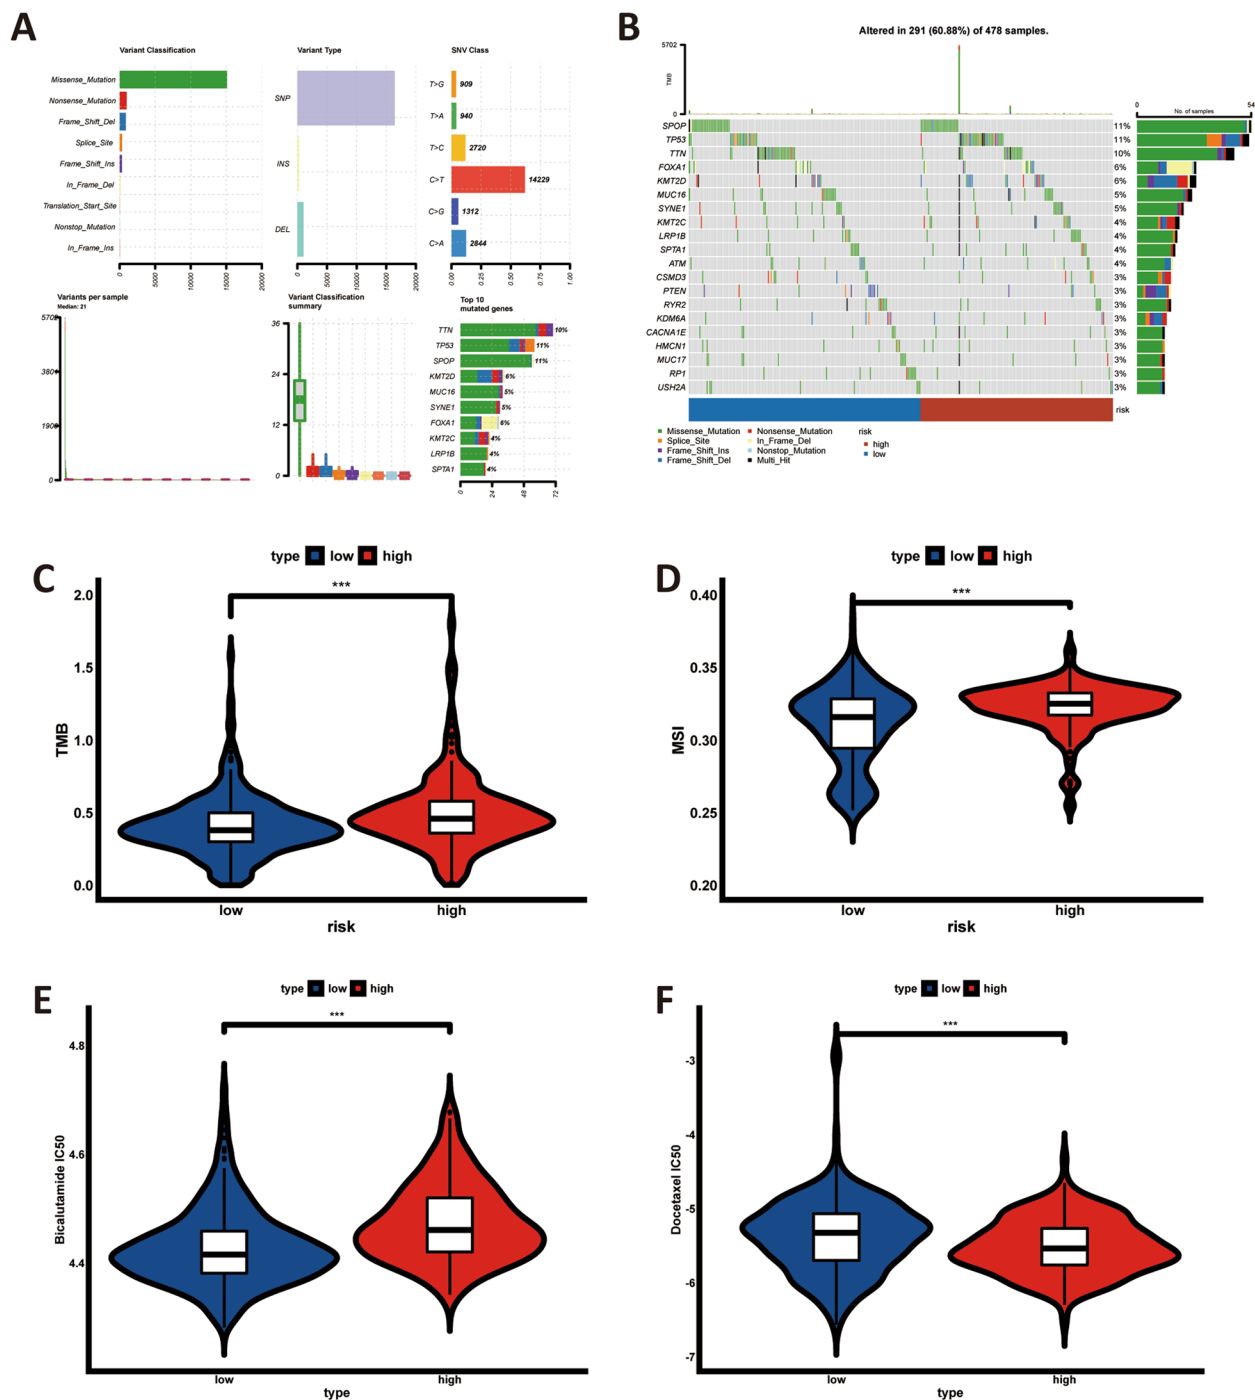 A
Variant Classification
Missense_Mutation
Nonsense_Mutation
Frame_Shift_Del
Splice_Site
Frame_Shift_Ins
In_Frame_Del
Translation_Start_Site
Nonstop_Mutation
In_Frame_Ins
0
5000
10000
15000
20000
Variant Type
SNP
INS
DEL
0
5000
10000
15000
20000
SNV Class
T>G 909
T>A 940
T>C 2720
C>T 14229
C>G 1312
C>A 2844
0.00
0.25
0.50
0.75
1.00
Variants per sample
Median: 21
5702
3804
1906
0
Variant Classification
summary
36
24
12
0
Top 10
mutated genes
TTN 10%
TP53 11%
SPOP 11%
KMT2D 6%
MUC16 5%
SYNE1 5%
FOXA1 6%
KMT2C 4%
LRP1B 4%
SPTA1 4%
0
24
48
72
B
Altered in 291 (60.88%) of 478 samples.
5702
TMB
0
0 54
No. of samples
SPOP 11%
TP53 11%
TTN 10%
FOXA1 6%
KMT2D 6%
MUC16 5%
SYNE1 5%
KMT2C 4%
LRP1B 4%
SPTA1 4%
ATM 4%
CSMD3 3%
PTEN 3%
RYR2 3%
KDM6A 3%
CACNA1E 3%
HMCN1 3%
MUC17 3%
RP1 3%
USH2A 3%
risk
Missense_Mutation
Splice_Site
Frame_Shift_Ins
Frame_Shift_Del
Nonsense_Mutation
In_Frame_Del
Nonstop_Mutation
Multi_Hit
risk
high
low
C
type low high
***
TMB
2.0
1.5
1.0
0.5
0.0
low high
risk
D
type low high
***
MSI
0.40
0.35
0.30
0.25
0.20
low high
risk
E
type low high
***
Bicalutamide IC50
4.8
4.6
4.4
low high
type
F
type low high
***
Docetaxel IC50
-3
-4
-5
-6
-7
low high
type